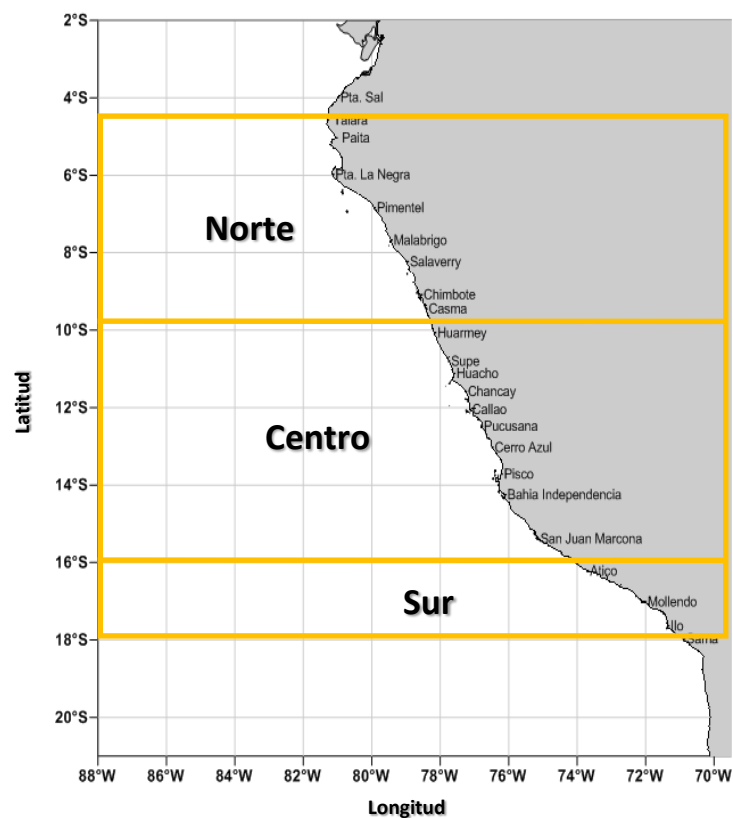 2°S
4°S
Pta. Sal
Talara
Paita
6°S
Pta. La Negra
Pimentel
Norte
Malabrigo
8°S
Salaverry
Chimbote
Casma
10°S
Huarmey
Supe
Huacho
Chancay
12°S
Callao
Pucusana
Centro
Cerro Azul
Pisco
14°S
Bahia Independencia
San Juan Marcona
16°S
Atico
Sur
Mollendo
Ilo
18°S
Sama
20°S
88°W 86°W 84°W 82°W 80°W 78°W 76°W 74°W 72°W 70°W
Longitud
Latitud